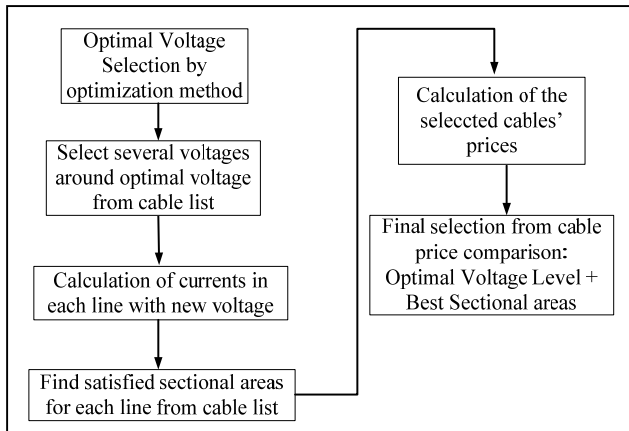 Optimal Voltage
Selection by
optimization method
Select several voltages
around optimal voltage
from cable list
Calculation of currents in
each line with new voltage
Find satisfied sectional areas
for each line from cable list
Calculation of the
seleccted cables’
prices
Final selection from cable
price comparison:
Optimal Voltage Level +
Best Sectional areas